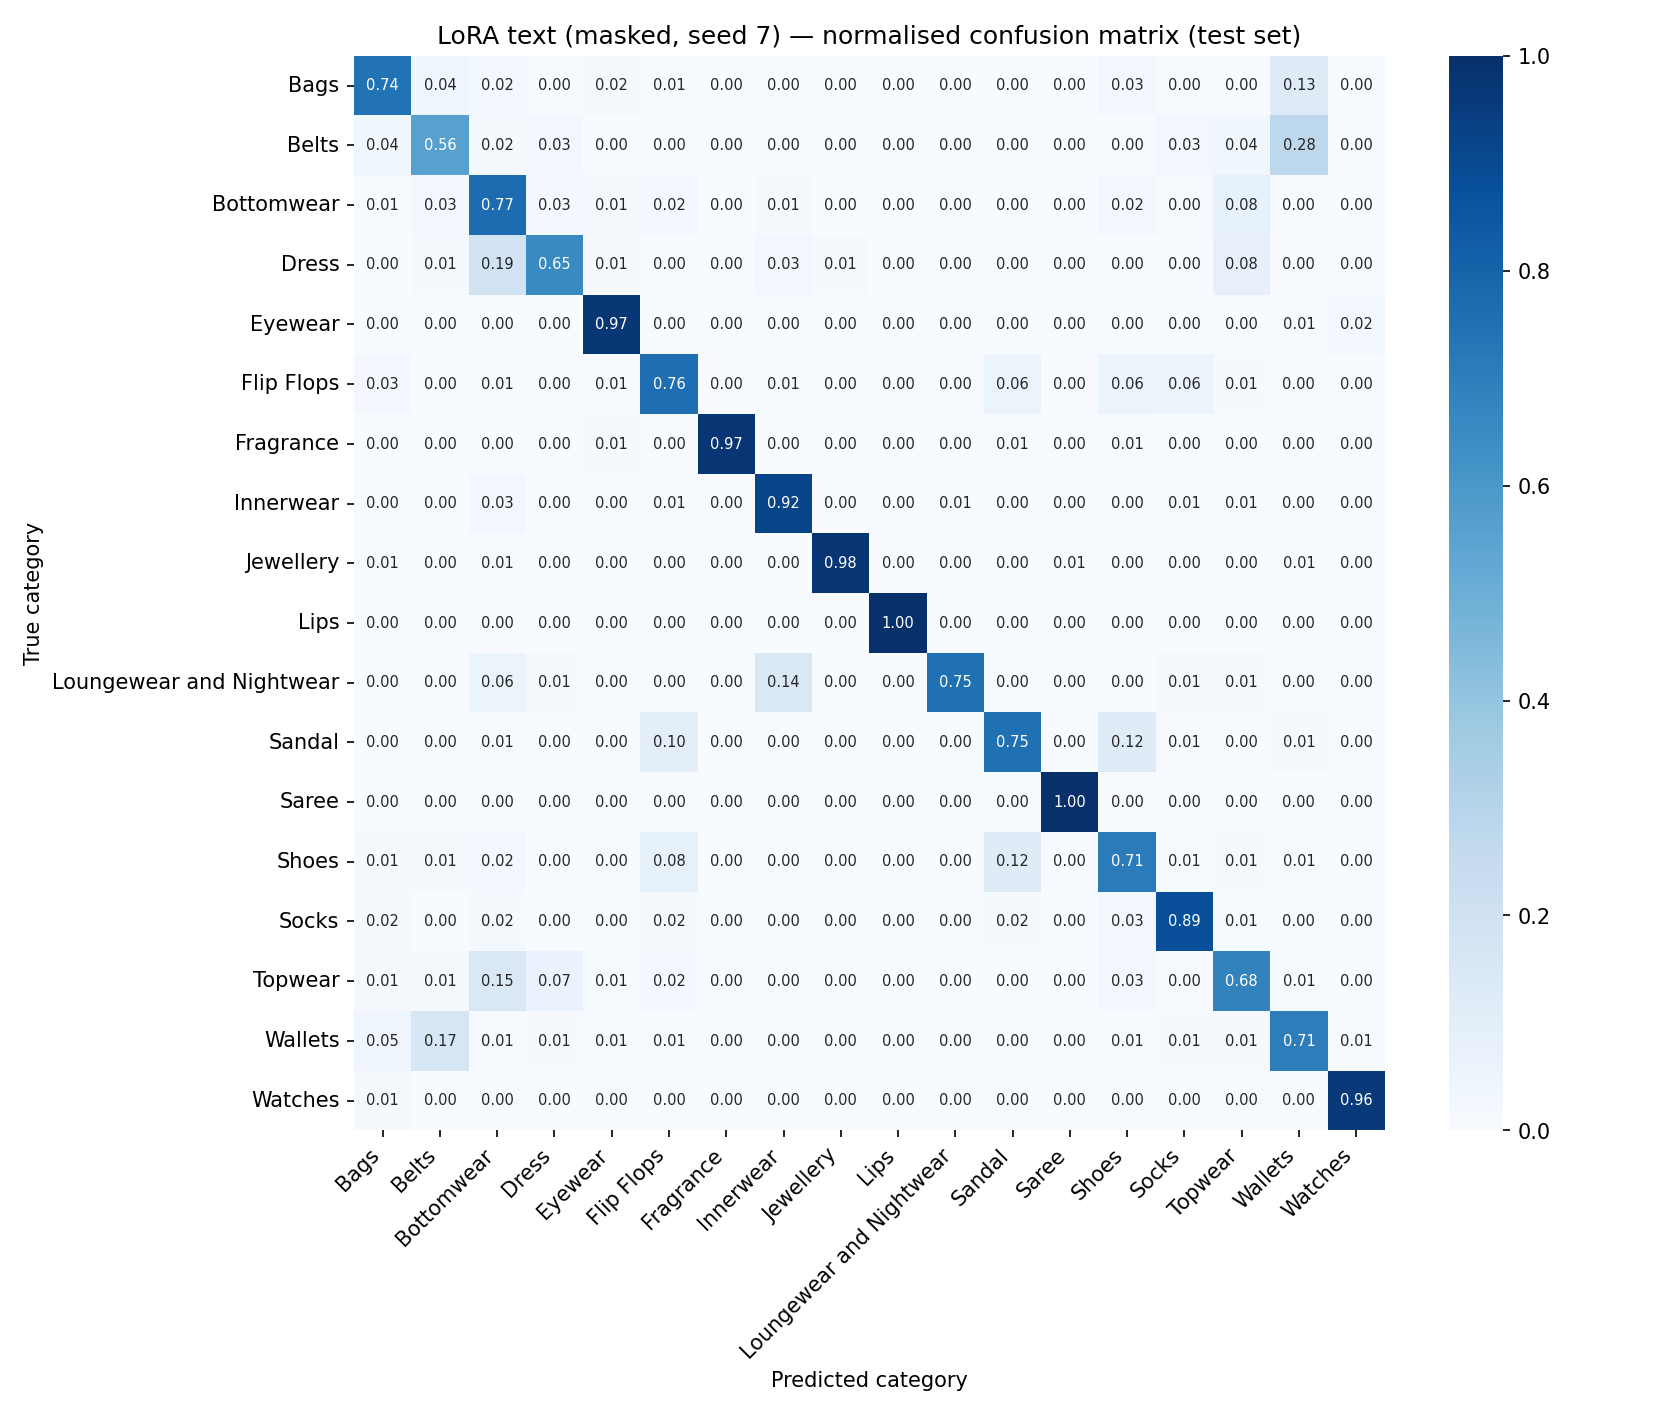 LoRA text (masked, seed 7) — normalised confusion matrix (test set)
Bags 0.74 0.04 0.02 0.00 0.02 0.01 0.00 0.00 0.00 0.00 0.00 0.00 0.00 0.03 0.00 0.00 0.13 0.00
Belts 0.04 0.56 0.02 0.03 0.00 0.00 0.00 0.00 0.00 0.00 0.00 0.00 0.00 0.00 0.03 0.04 0.28 0.00
Bottomwear 0.01 0.03 0.77 0.03 0.01 0.02 0.00 0.01 0.00 0.00 0.00 0.00 0.00 0.02 0.00 0.08 0.00 0.00
Dress 0.00 0.01 0.19 0.65 0.01 0.00 0.00 0.03 0.01 0.00 0.00 0.00 0.00 0.00 0.00 0.08 0.00 0.00
Eyewear 0.00 0.00 0.00 0.00 0.97 0.00 0.00 0.00 0.00 0.00 0.00 0.00 0.00 0.00 0.00 0.00 0.01 0.02
Flip Flops 0.03 0.00 0.01 0.00 0.01 0.76 0.00 0.01 0.00 0.00 0.00 0.06 0.00 0.06 0.06 0.01 0.00 0.00
Fragrance 0.00 0.00 0.00 0.00 0.01 0.00 0.97 0.00 0.00 0.00 0.00 0.01 0.00 0.01 0.00 0.00 0.00 0.00
Innerwear 0.00 0.00 0.03 0.00 0.00 0.01 0.00 0.92 0.00 0.00 0.01 0.00 0.00 0.00 0.01 0.01 0.00 0.00
Jewellery 0.01 0.00 0.01 0.00 0.00 0.00 0.00 0.00 0.98 0.00 0.00 0.00 0.01 0.00 0.00 0.00 0.01 0.00
Lips 0.00 0.00 0.00 0.00 0.00 0.00 0.00 0.00 0.00 1.00 0.00 0.00 0.00 0.00 0.00 0.00 0.00 0.00
Loungewear and Nightwear 0.00 0.00 0.06 0.01 0.00 0.00 0.00 0.14 0.00 0.00 0.75 0.00 0.00 0.00 0.01 0.01 0.00 0.00
Sandal 0.00 0.00 0.01 0.00 0.00 0.10 0.00 0.00 0.00 0.00 0.00 0.75 0.00 0.12 0.01 0.00 0.01 0.00
Saree 0.00 0.00 0.00 0.00 0.00 0.00 0.00 0.00 0.00 0.00 0.00 0.00 1.00 0.00 0.00 0.00 0.00 0.00
Shoes 0.01 0.01 0.02 0.00 0.00 0.08 0.00 0.00 0.00 0.00 0.00 0.12 0.00 0.71 0.01 0.01 0.01 0.00
Socks 0.02 0.00 0.02 0.00 0.00 0.02 0.00 0.00 0.00 0.00 0.00 0.02 0.00 0.03 0.89 0.01 0.00 0.00
Topwear 0.01 0.01 0.15 0.07 0.01 0.02 0.00 0.00 0.00 0.00 0.00 0.00 0.00 0.03 0.00 0.68 0.01 0.00
Wallets 0.05 0.17 0.01 0.01 0.01 0.01 0.00 0.00 0.00 0.00 0.00 0.00 0.00 0.01 0.01 0.01 0.71 0.01
Watches 0.01 0.00 0.00 0.00 0.00 0.00 0.00 0.00 0.00 0.00 0.00 0.00 0.00 0.00 0.00 0.00 0.00 0.96
True category
Bags
Belts
Bottomwear
Dress
Eyewear
Flip Flops
Fragrance
Innerwear
Jewellery
Lips
Loungewear and Nightwear
Sandal
Saree
Shoes
Socks
Topwear
Wallets
Watches
Predicted category
1.0
0.8
0.6
0.4
0.2
0.0